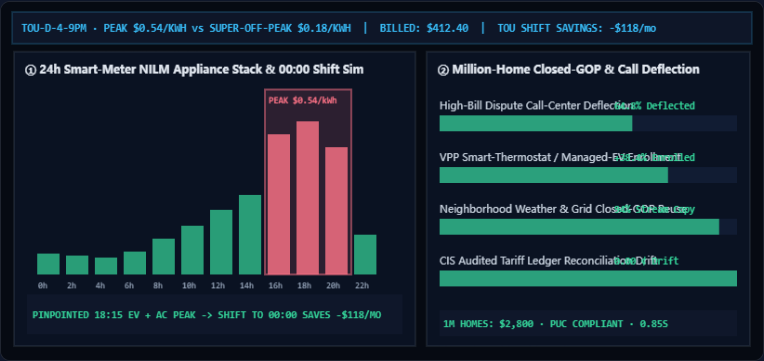 TOU-D-4-9PM · PEAK $0.54/KWH vs SUPER-OFF-PEAK $0.18/KWH | BILLED: $412.40 | TOU SHIFT SAVINGS: -$118/mo
① 24h Smart-Meter NILM Appliance Stack & 00:00 Shift Sim
PEAK $0.54/kWh
0h 2h 4h 6h 8h 10h 12h 14h 16h 18h 20h 22h
PINPOINTED 18:15 EV + AC PEAK -> SHIFT TO 00:00 SAVES -$118/MO
② Million-Home Closed-GOP & Call Deflection
High-Bill Dispute Call-Center Deflection Deflected
VPP Smart-Thermostat / Managed-EV Enrollment
Neighborhood Weather & Grid Closed-GOP Reuse Copy
CIS Audited Tariff Ledger Reconciliation Drift Drift
1M HOMES: $2,800 · PUC COMPLIANT · 0.85S